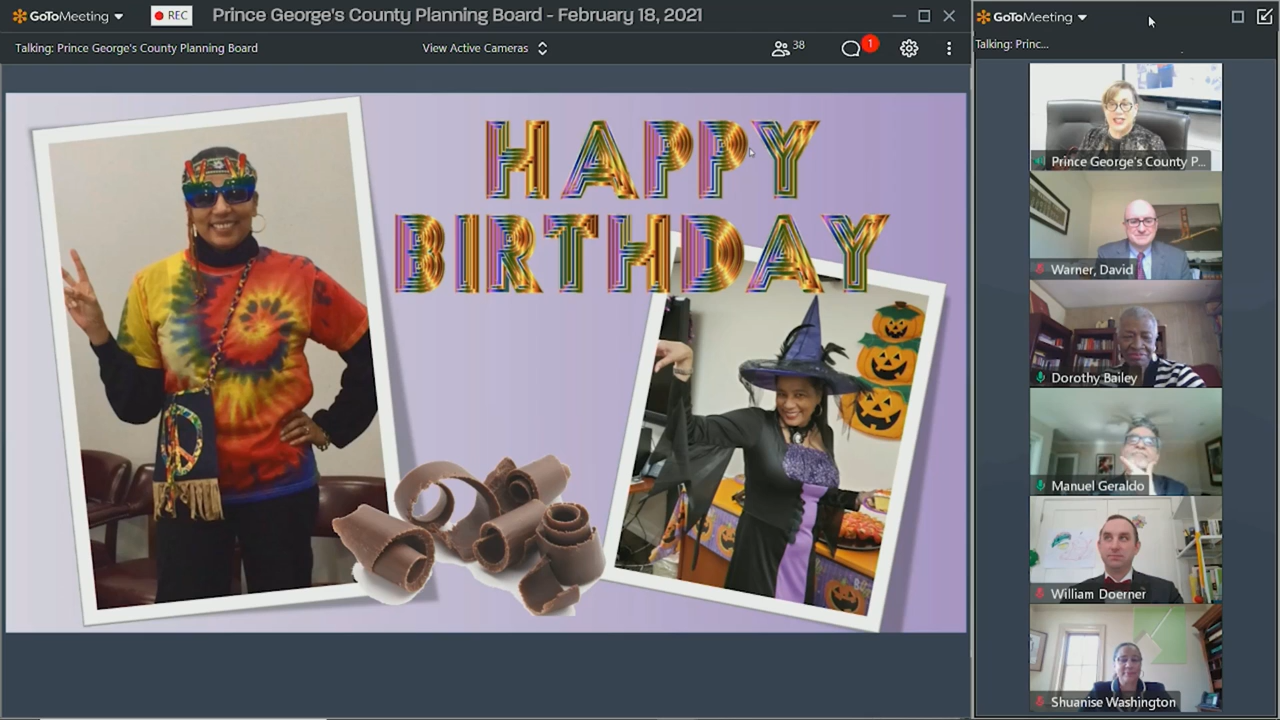 GoToMeeting
REC
Prince George's County Planning Board - February 18, 2021
Talking: Prince George's County Planning Board
View Active Cameras
38
1
HAPPY
BIRTHDAY
GoToMeeting
Talking: Princ...
Prince George's County P...
Warner, David
Dorothy Bailey
Manuel Geraldo
William Doerner
Shuanise Washington